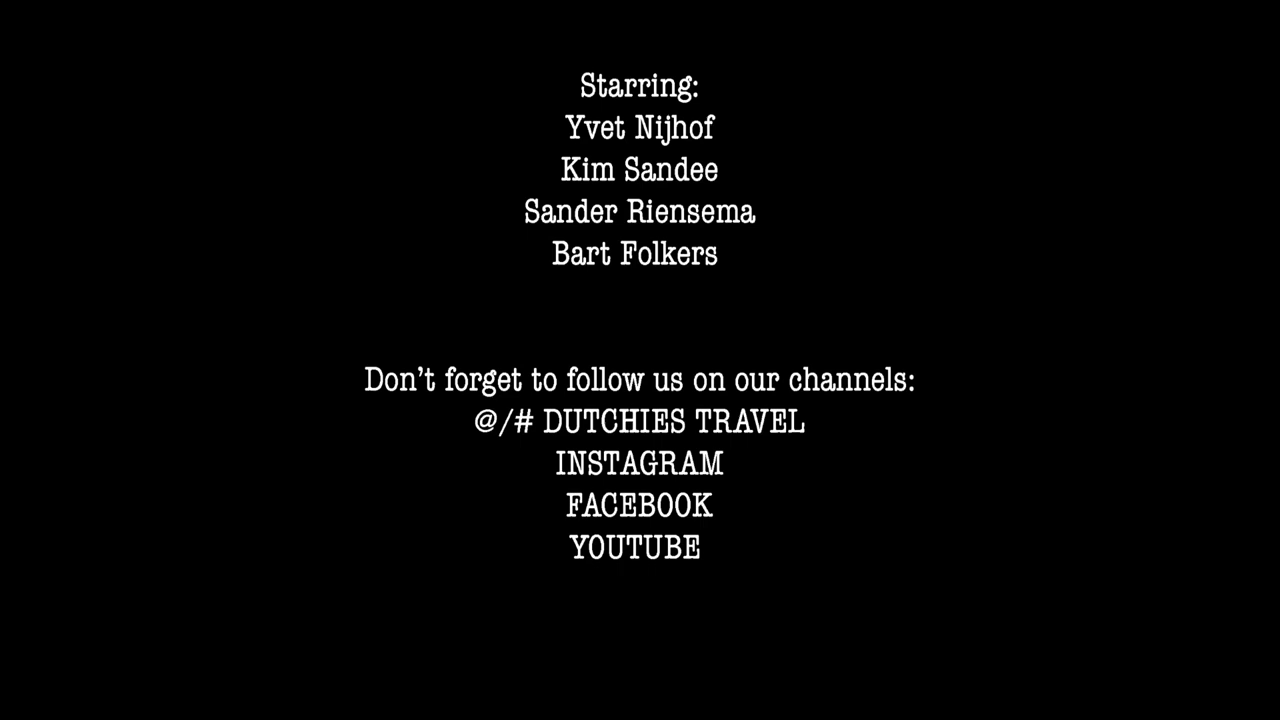 Starring:
Yvet Nijhof
Kim Sandee
Sander Riensema
Bart Folkers
Don't forget to follow us on our channels:
@/# DUTCHIES TRAVEL
INSTAGRAM
FACEBOOK
YOUTUBE